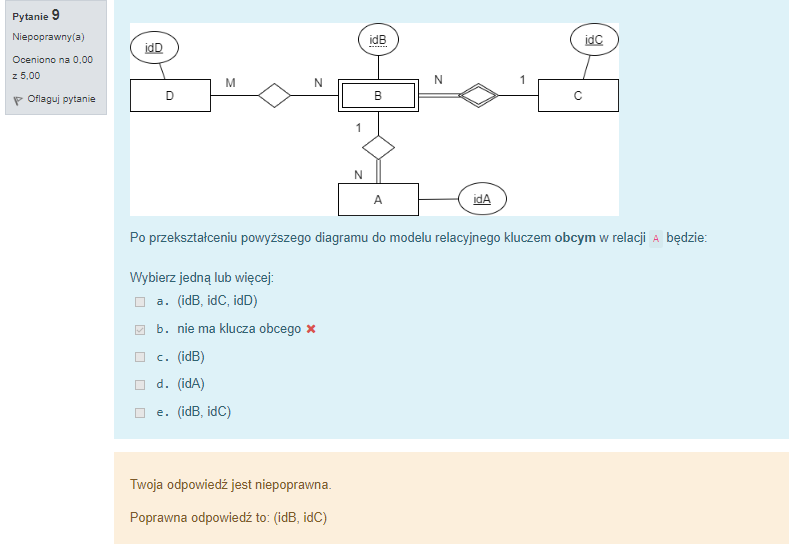 Pytanie 9
Niepoprawny(a)
Oceniono na 0,00
z 5,00
Oflaguj pytanie
idD
idB
idC
D
M
N
B
N
1
C
1
N
A
idA
Po przekształceniu powyższego diagramu do modelu relacyjnego kluczem obcym w relacji A będzie:
Wybierz jedną lub więcej:
a. (idB, idC, idD)
b. nie ma klucza obcego
c. (idB)
d. (idA)
e. (idB, idC)
Twoja odpowiedź jest niepoprawna.
Poprawna odpowiedź to: (idB, idC)